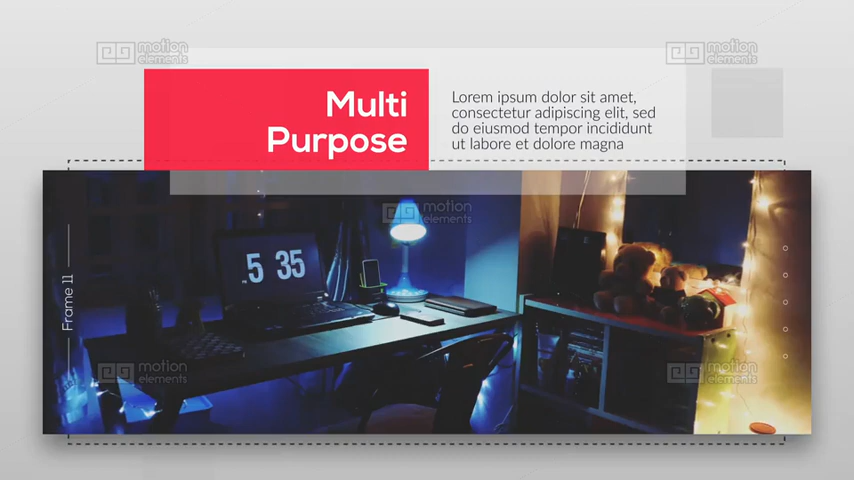 motion
elements
motion
elements
Multi
Purpose
Lorem ipsum dolor sit amet,
consectetur adipiscing elit, sed
do eiusmod tempor incididunt
ut labore et dolore magna
motion
elements
5 35
Frame 11
motion
elements
motion
elements